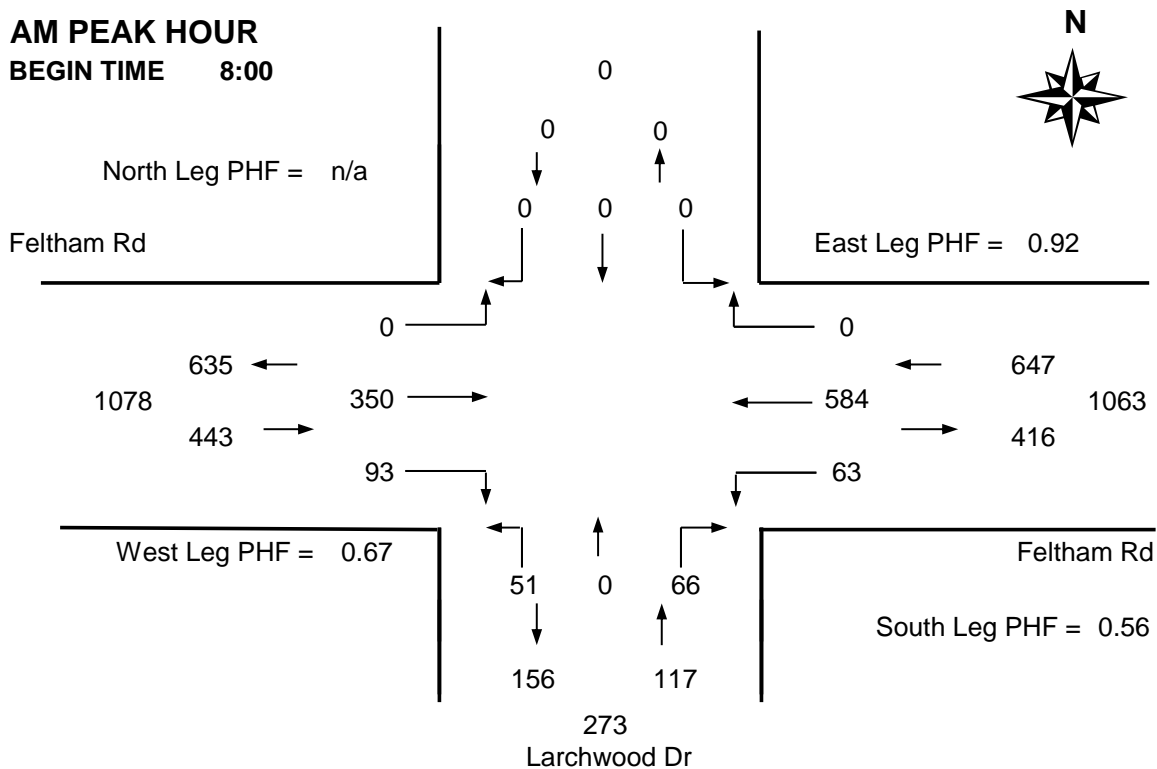 AM PEAK HOUR
N
BEGIN TIME 8:00
0
0 0
North Leg PHF = n/a
0 0 0
Feltham Rd
East Leg PHF = 0.92
0 0
635 647
1078 350 584 1063
443 416
93 63
West Leg PHF = 0.67
Feltham Rd
51 0 66
South Leg PHF = 0.56
156 117
273
Larchwood Dr